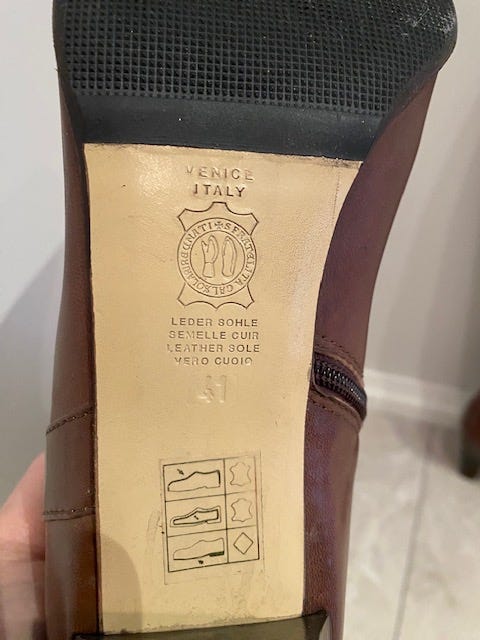 VENICE
ITALY
LEDER SOHLE
SEMELLE CUIR
LEATHER SOLE
VERO CUOIO
41